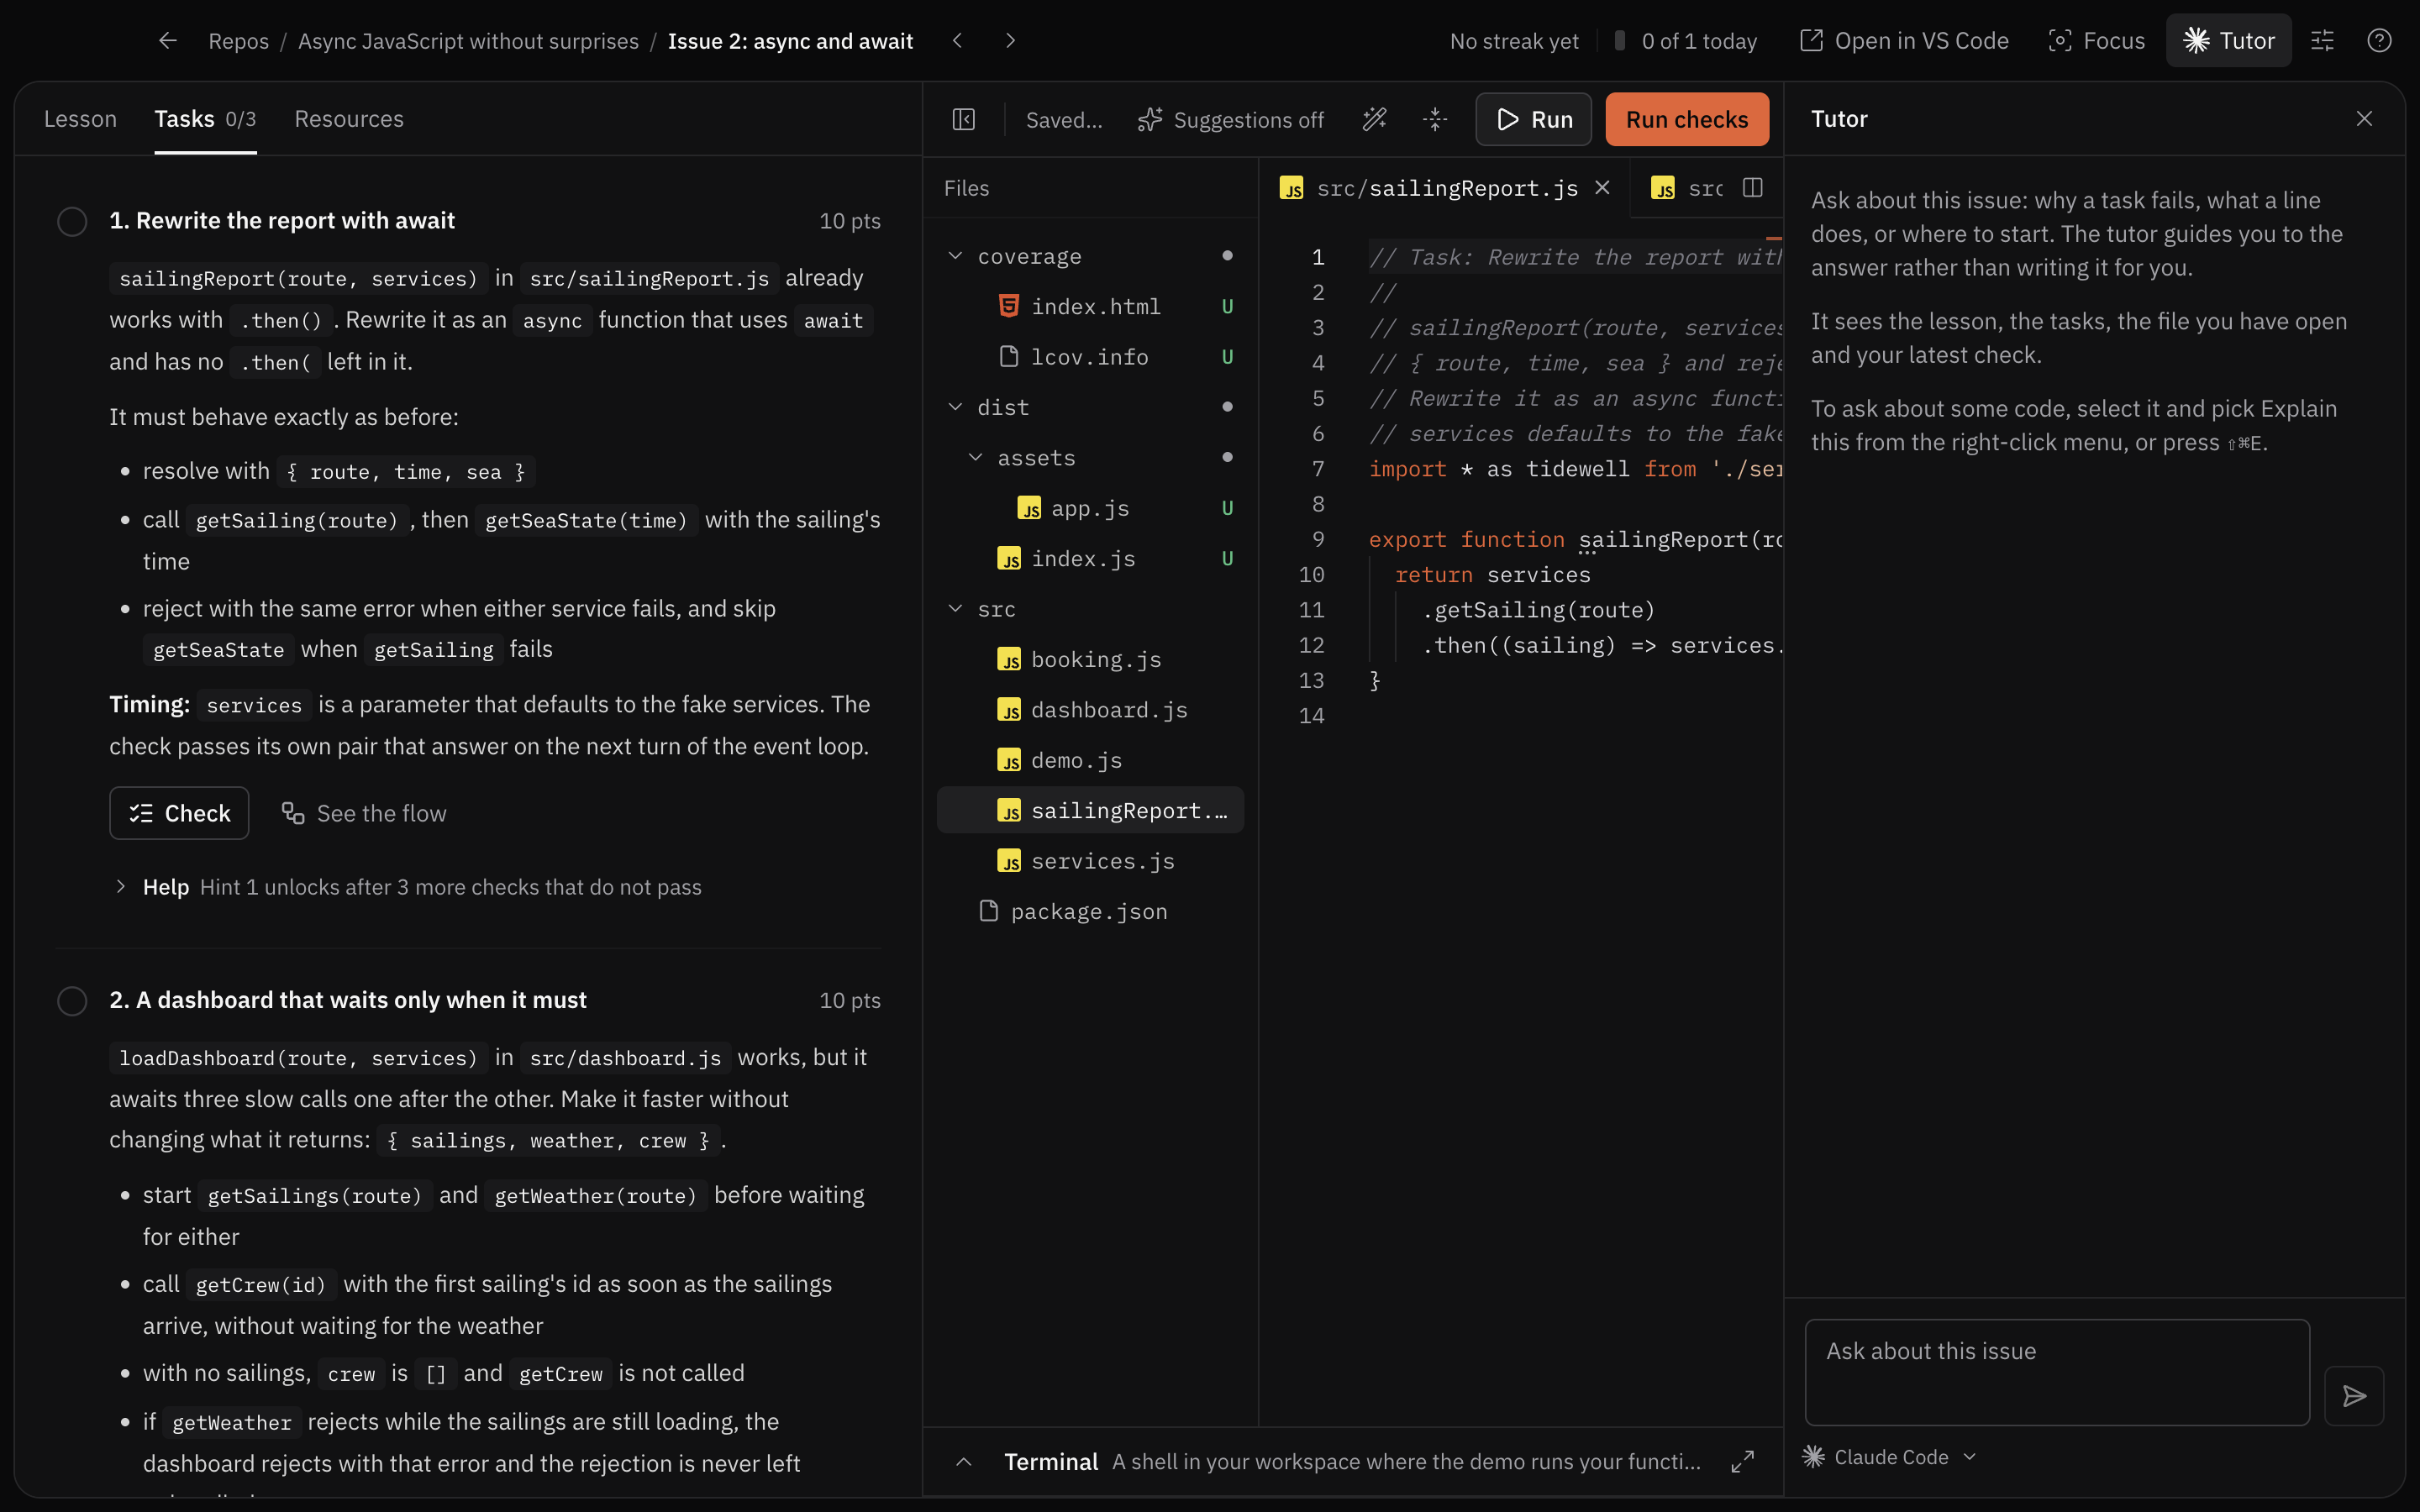 Repos / Async JavaScript without surprises / Issue 2: async and await
No streak yet
0 of 1 today
Open in VS Code
Focus
Tutor
Lesson
Tasks 0/3
Resources
1. Rewrite the report with await
10 pts
sailingReport(route, services) in src/sailingReport.js already
works with .then() . Rewrite it as an async function that uses await
and has no .then( left in it.
It must behave exactly as before:
• resolve with { route, time, sea }
• call getSailing(route) , then getSeaState(time) with the sailing's
time
• reject with the same error when either service fails, and skip
getSeaState when getSailing fails
Timing: services is a parameter that defaults to the fake services. The
check passes its own pair that answer on the next turn of the event loop.
Check
See the flow
Help Hint 1 unlocks after 3 more checks that do not pass
2. A dashboard that waits only when it must
10 pts
loadDashboard(route, services) in src/dashboard.js works, but it
awaits three slow calls one after the other. Make it faster without
changing what it returns: { sailings, weather, crew } .
• start getSailings(route) and getWeather(route) before waiting
for either
• call getCrew(id) with the first sailing's id as soon as the sailings
arrive, without waiting for the weather
• with no sailings, crew is [] and getCrew is not called
• if getWeather rejects while the sailings are still loading, the
dashboard rejects with that error and the rejection is never left
Saved...
Suggestions off
Run
Run checks
Files
coverage
index.html U
lcov.info U
dist
assets
JS app.js U
JS index.js U
src
JS booking.js
JS dashboard.js
JS demo.js
JS sailingReport.…
JS services.js
package.json
JS src/sailingReport.js
JS src
1 // Task: Rewrite the report with
2 //
3 // sailingReport(route, services
4 // { route, time, sea } and reje
5 // Rewrite it as an async functi
6 // services defaults to the fake
7 import * as tidewell from './ser
8
9 export function sailingReport(ro
10 return services
11 .getSailing(route)
12 .then((sailing) => services.
13 }
14
Terminal A shell in your workspace where the demo runs your functi...
Tutor
Ask about this issue: why a task fails, what a line
does, or where to start. The tutor guides you to the
answer rather than writing it for you.
It sees the lesson, the tasks, the file you have open
and your latest check.
To ask about some code, select it and pick Explain
this from the right-click menu, or press ⇧⌘E.
Ask about this issue
Claude Code